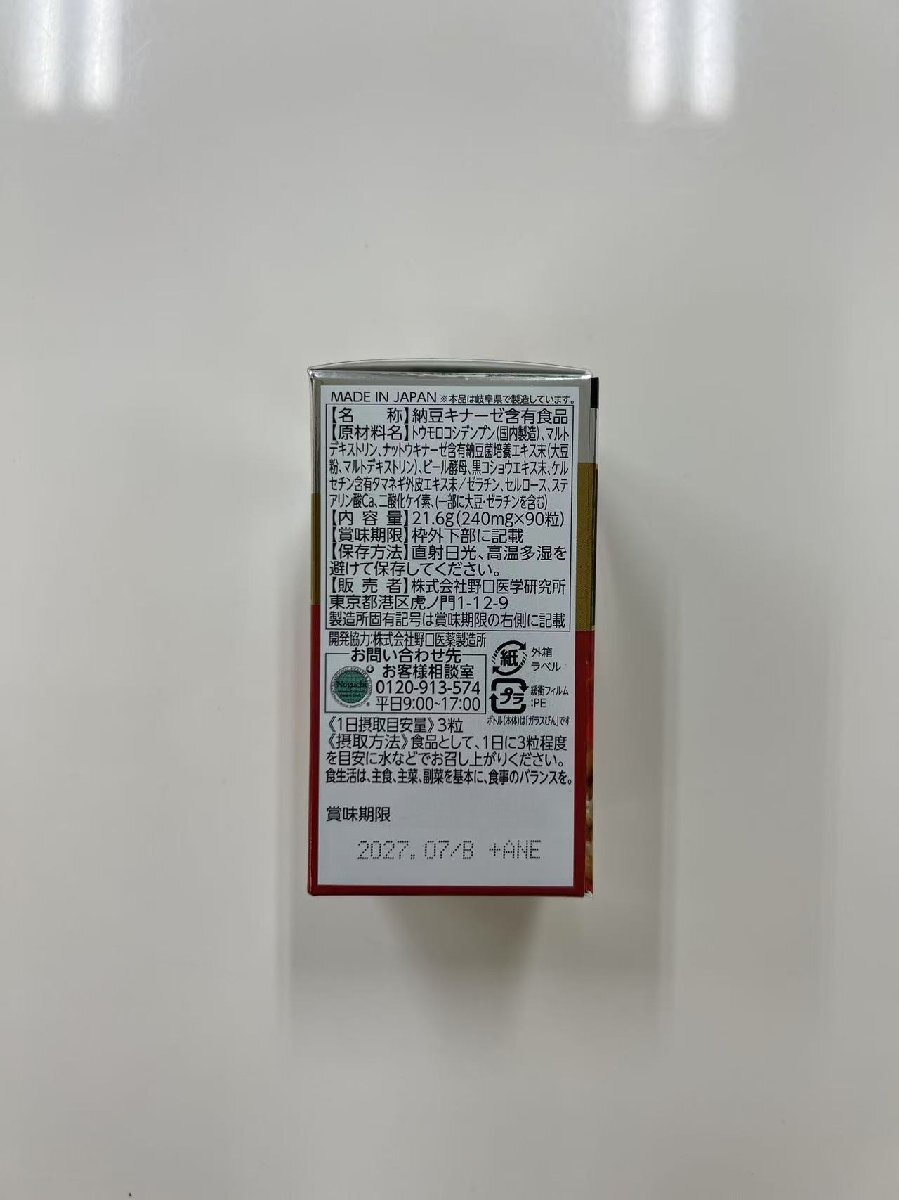 MADE IN JAPAN ※本品は岐阜県で製造しています。
【名 称】納豆キナーゼ含有食品
【原材料名】トウモロコシデンプン(国内製造)、マルト
デキストリン、ナットウキナーゼ含有納豆菌培養エキス末(大豆
粉、マルトデキストリン)、ビール酵母、黒コショウエキス末、ケル
セチン含有タマネギ外皮エキス末/ゼラチン、セルロース、ステ
アリン酸Ca、二酸化ケイ素、(一部に大豆・ゼラチンを含む)
【内 容 量】21.6g(240mg×90粒)
【賞味期限】枠外下部に記載
【保存方法】直射日光、高温多湿を
避けて保存してください。
【販 売 者】株式会社野口医学研究所
東京都港区虎ノ門1-12-9
製造所固有記号は賞味期限の右側に記載
開発協力:株式会社野口医薬製造所
お問い合わせ先
お客様相談室
0120-913-574
平日9:00~17:00
Noguchi
紙
外箱
ラベル
プラ
緩衝フィルム
:PE
ボトル(本体)は「ガラスびん」です
《1日摂取目安量》3粒
《摂取方法》食品として、1日に3粒程度
を目安に水などでお召し上がりください。
食生活は、主食、主菜、副菜を基本に、食事のバランスを。
賞味期限
2027.07/B +ANE